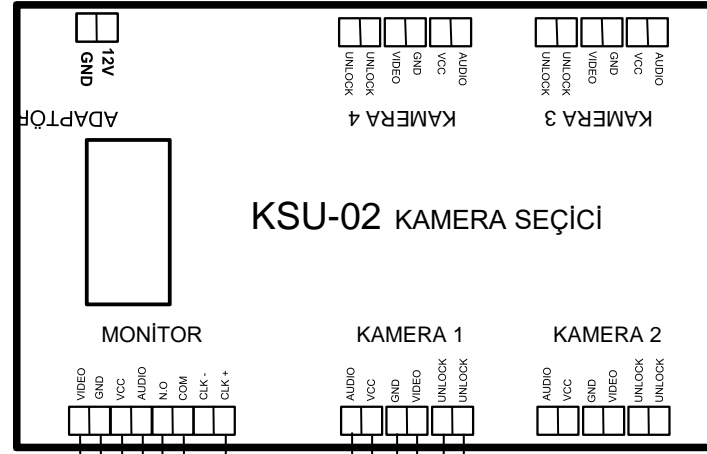 12V
GND
ADAPTÖR
UNLOCK
UNLOCK
VIDEO
GND
VCC
AUDIO
KAMERA 4
UNLOCK
UNLOCK
VIDEO
GND
VCC
AUDIO
KAMERA 3
KSU-02 KAMERA SEÇİCİ
MONİTOR
VIDEO
GND
VCC
AUDIO
N.O
COM
CLK -
CLK +
KAMERA 1
AUDIO
VCC
GND
VIDEO
UNLOCK
UNLOCK
KAMERA 2
AUDIO
VCC
GND
VIDEO
UNLOCK
UNLOCK